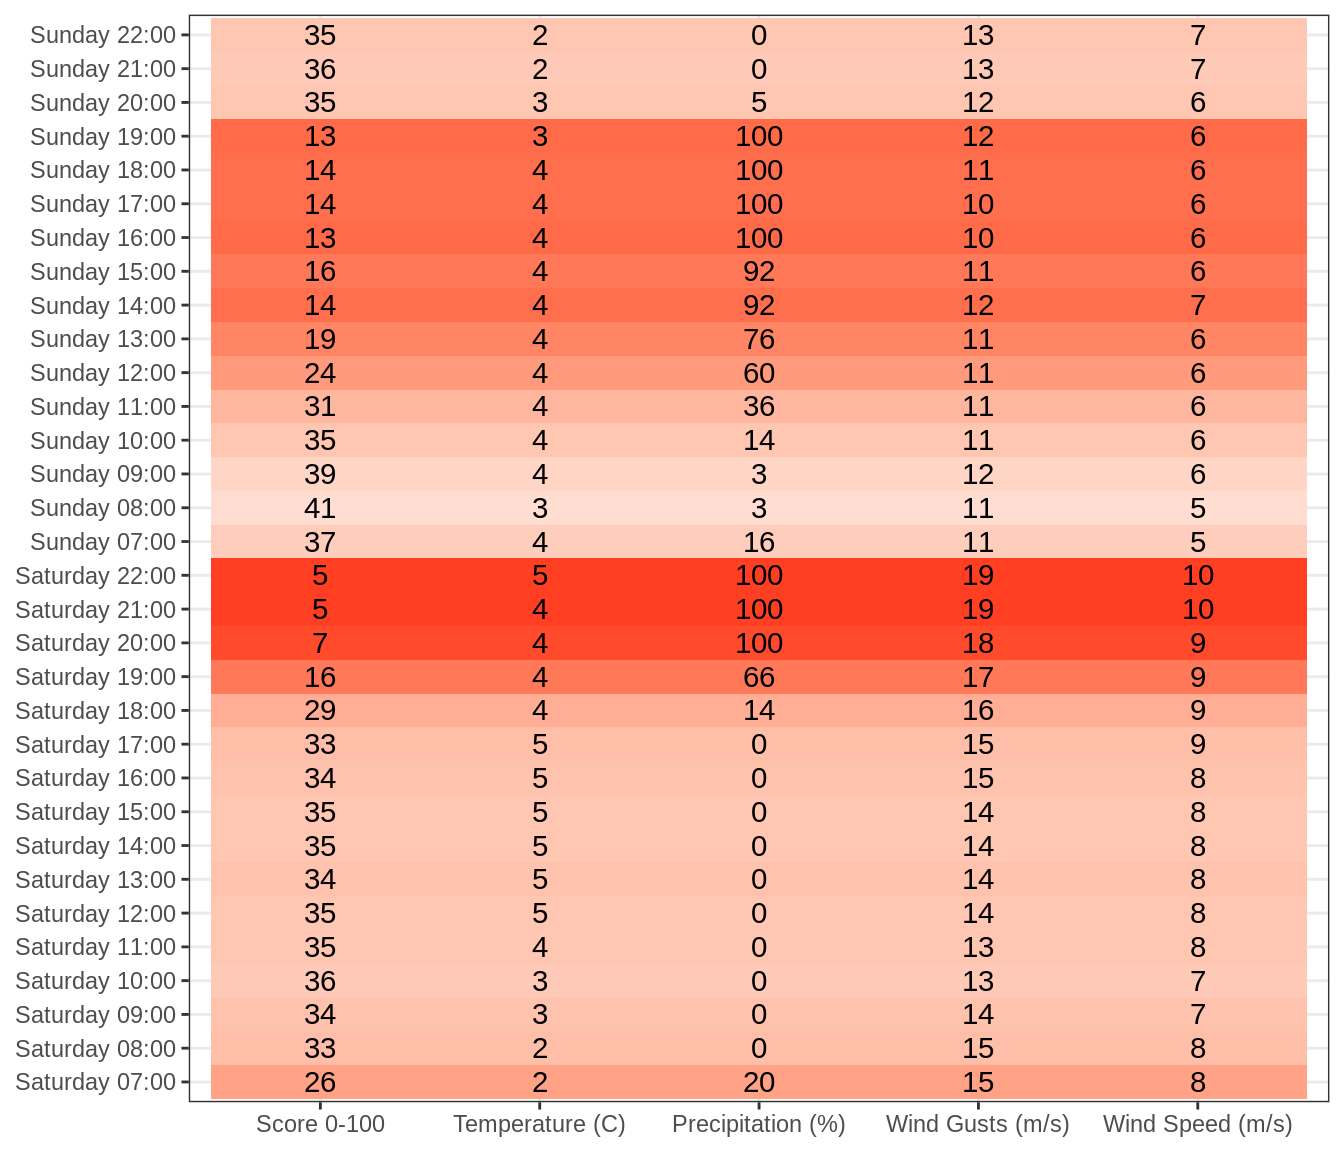 Sunday 22:00 35 2 0 13 7
Sunday 21:00 36 2 0 13 7
Sunday 20:00 35 3 5 12 6
Sunday 19:00 13 3 100 12 6
Sunday 18:00 14 4 100 11 6
Sunday 17:00 14 4 100 10 6
Sunday 16:00 13 4 100 10 6
Sunday 15:00 16 4 92 11 6
Sunday 14:00 14 4 92 12 7
Sunday 13:00 19 4 76 11 6
Sunday 12:00 24 4 60 11 6
Sunday 11:00 31 4 36 11 6
Sunday 10:00 35 4 14 11 6
Sunday 09:00 39 4 3 12 6
Sunday 08:00 41 3 3 11 5
Sunday 07:00 37 4 16 11 5
Saturday 22:00 5 5 100 19 10
Saturday 21:00 5 4 100 19 10
Saturday 20:00 7 4 100 18 9
Saturday 19:00 16 4 66 17 9
Saturday 18:00 29 4 14 16 9
Saturday 17:00 33 5 0 15 9
Saturday 16:00 34 5 0 15 8
Saturday 15:00 35 5 0 14 8
Saturday 14:00 35 5 0 14 8
Saturday 13:00 34 5 0 14 8
Saturday 12:00 35 5 0 14 8
Saturday 11:00 35 4 0 13 8
Saturday 10:00 36 3 0 13 7
Saturday 09:00 34 3 0 14 7
Saturday 08:00 33 2 0 15 8
Saturday 07:00 26 2 20 15 8
Score 0-100 Temperature (C) Precipitation (%) Wind Gusts (m/s) Wind Speed (m/s)